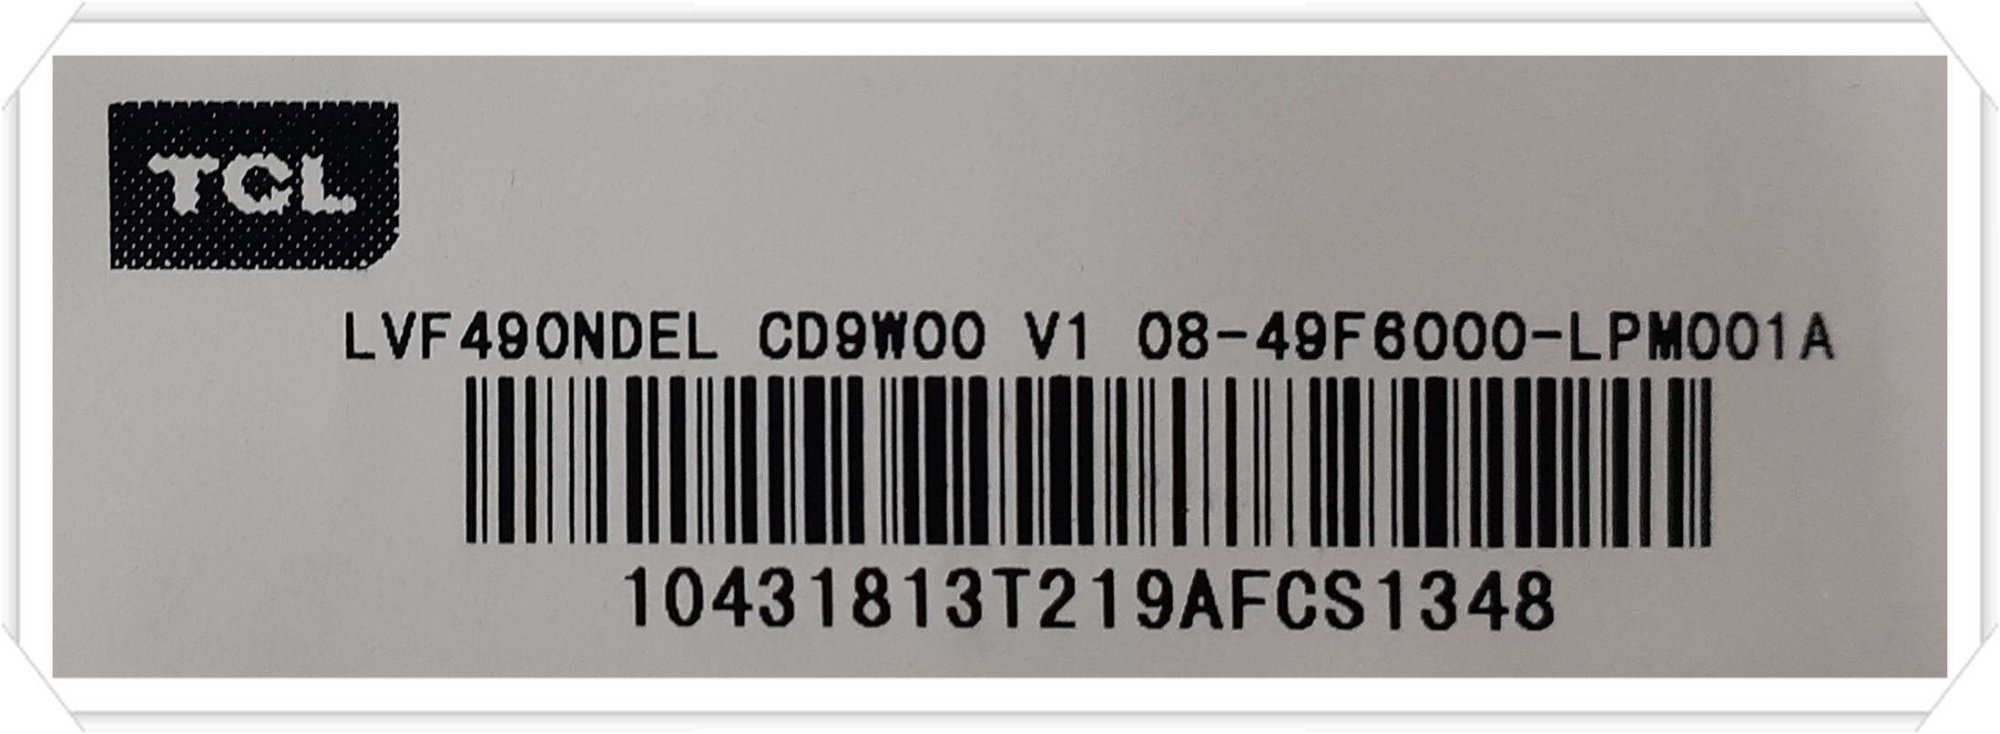 TCL
LVF490NDEL CD9W00 V1 08-49F6000-LPM001A
10431813T219AFCS1348